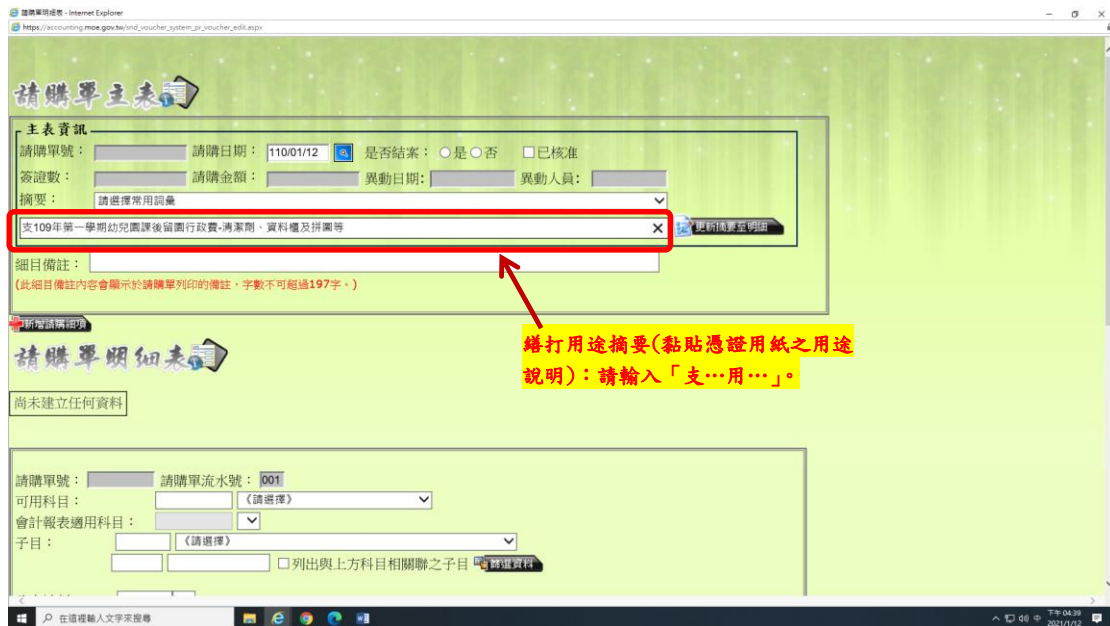 請購單明細表 - Internet Explorer
https://accounting.moe.gov.tw/snd_voucher_system_pr_voucher_edit.aspx
請購單主表
主表資訊
請購單號： 請購日期： 110/01/12 是否結案： ○是○否 □已核准
簽證數： 請購金額： 異動日期： 異動人員：
摘要： 請選擇常用詞彙
支109年第一學期幼兒園課後留園行政費-清潔劑、資料櫃及拼圖等 X 更新摘要至明細
細目備註：
(此細目備註內容會顯示於請購單列印的備註，字數不可超過197字。)
新增請購細項
繕打用途摘要(黏貼憑證用紙之用途
說明)：請輸入「支…用…」。
請購單明細表
尚未建立任何資料
請購單號： 請購單流水號： 001
可用科目： 《請選擇》
會計報表適用科目：
子目： 《請選擇》
□列出與上方科目相關聯之子目 篩選資料
在這裡輸入文字來搜尋
中 下午 04:39
2021/1/12